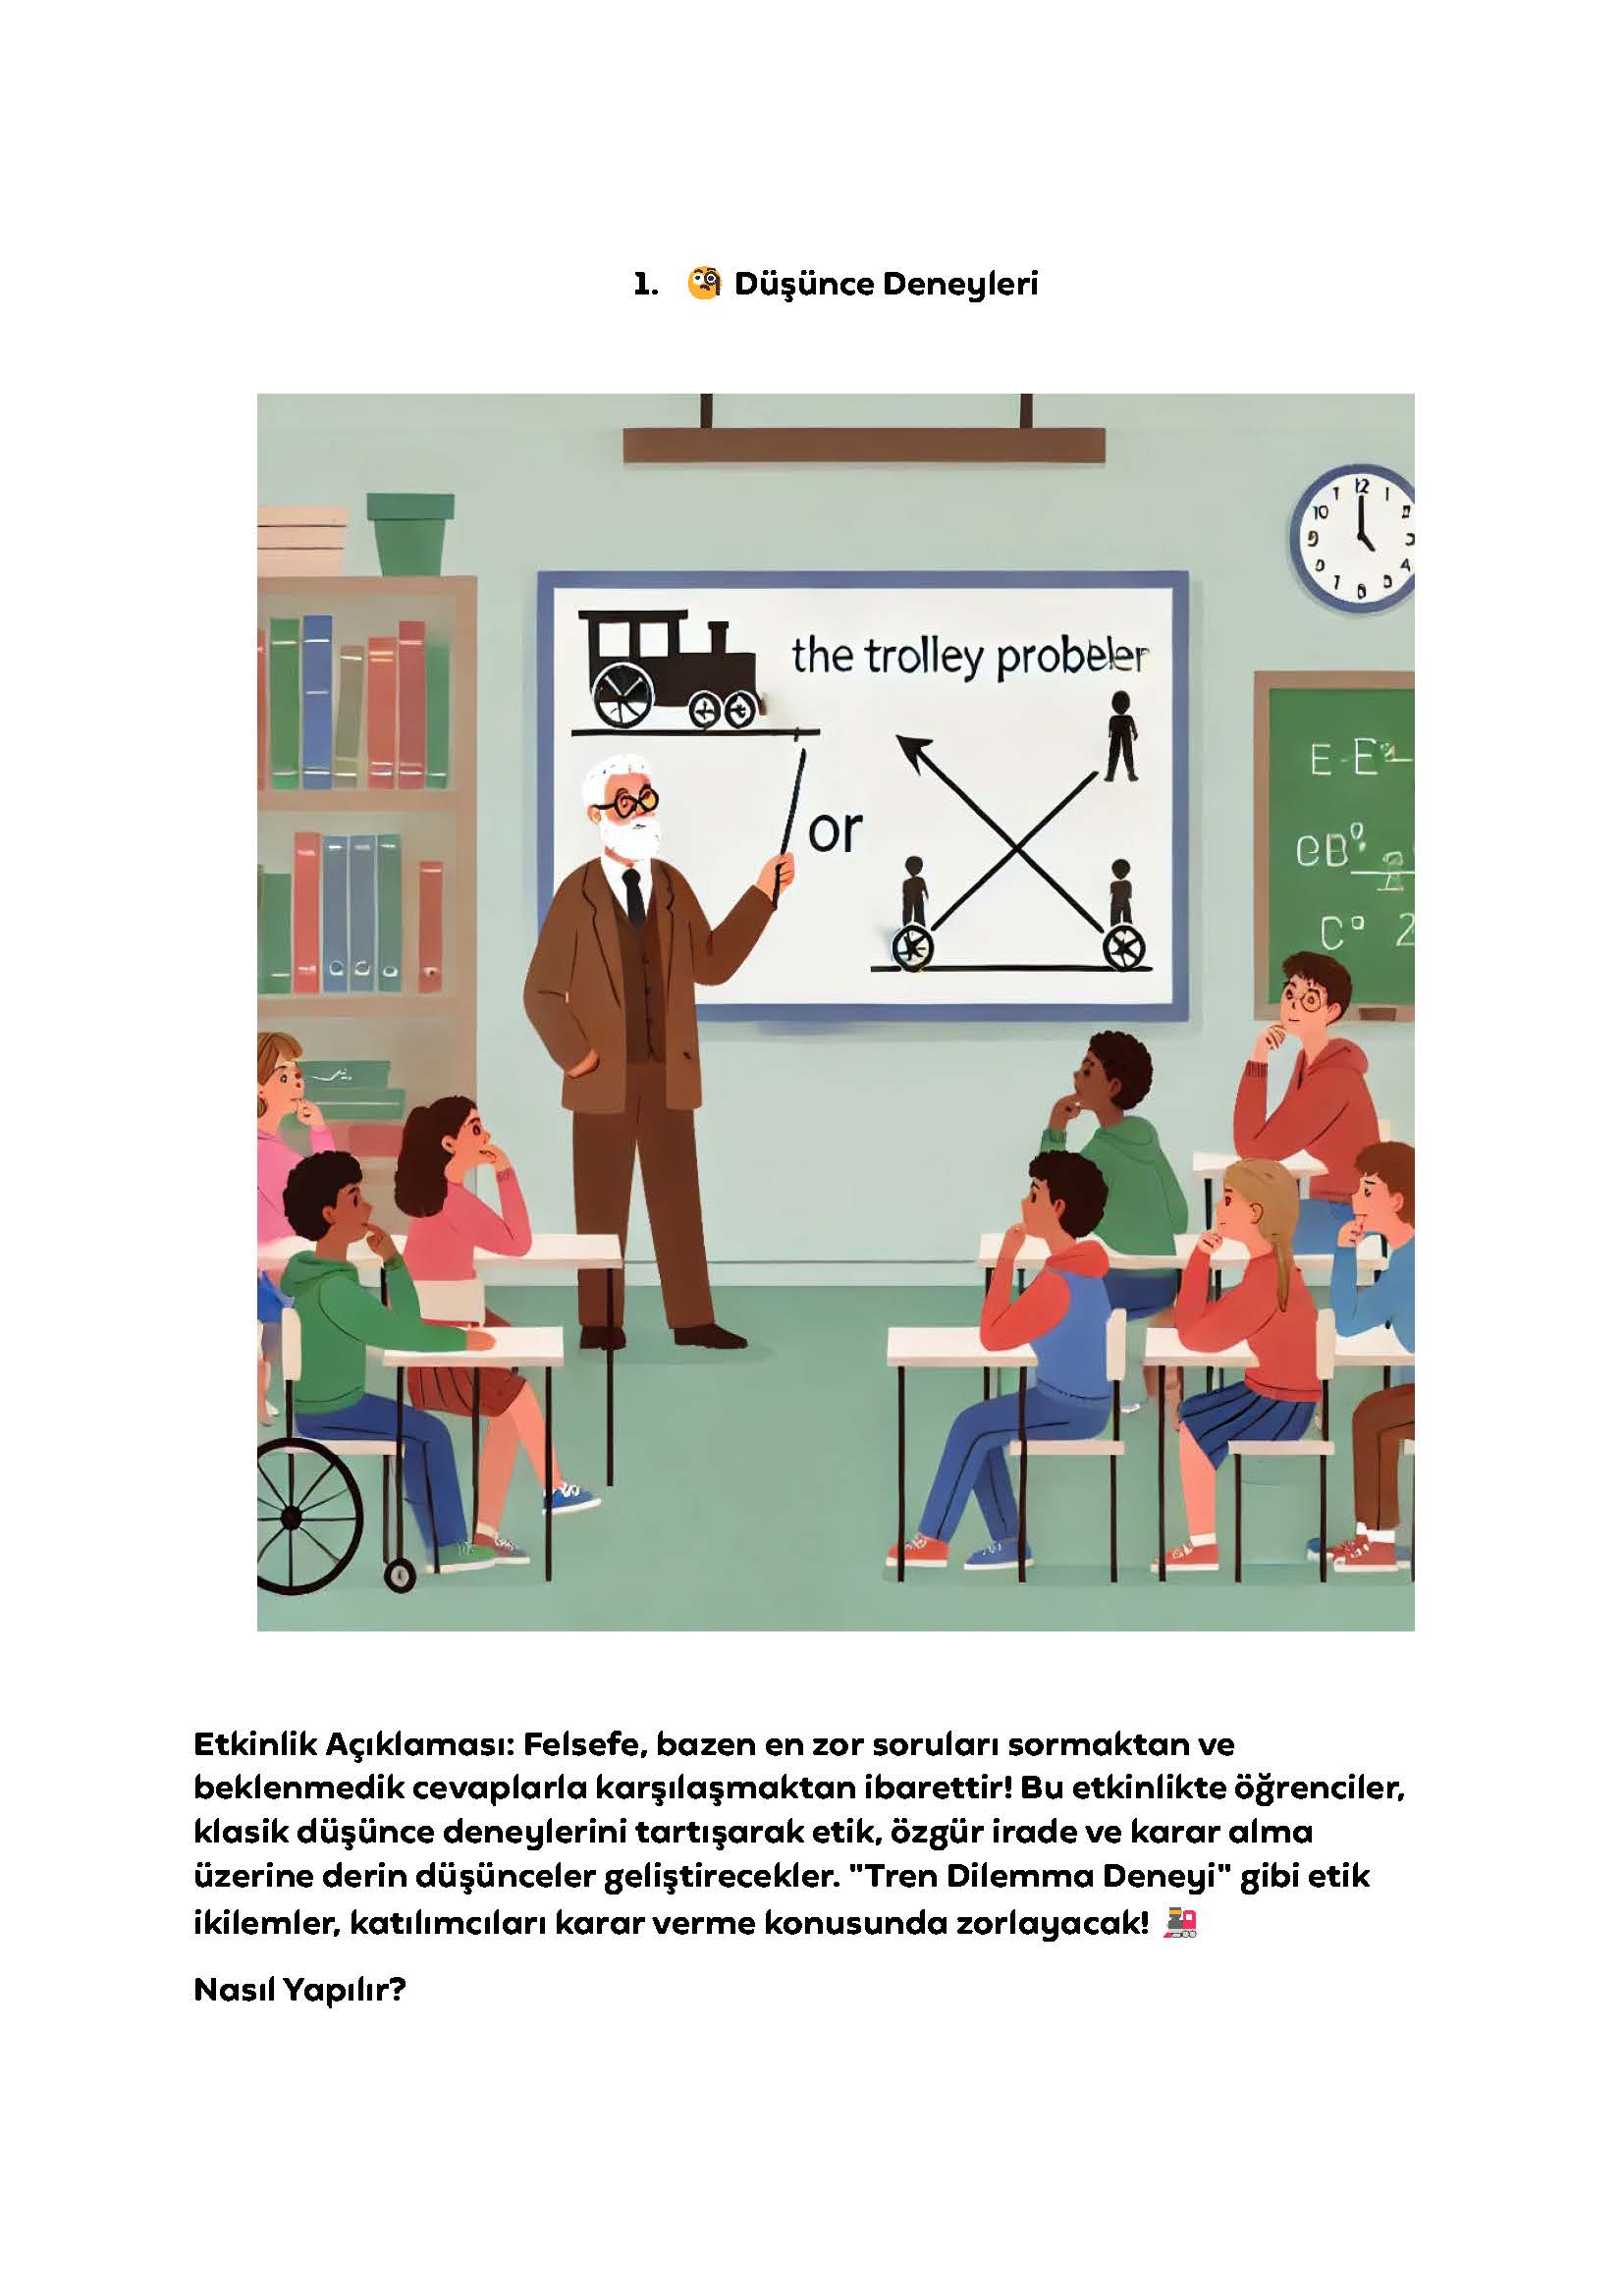 1. 🧐 Düşünce Deneyleri
the trolley probeler
or
12
10
E-E
C° 2
Etkinlik Açıklaması: Felsefe, bazen en zor soruları sormaktan ve
beklenmedik cevaplarla karşılaşmaktan ibarettir! Bu etkinlikte öğrenciler,
klasik düşünce deneylerini tartışarak etik, özgür irade ve karar alma
üzerine derin düşünceler geliştirecekler. "Tren Dilemma Deneyi" gibi etik
ikilemler, katılımcıları karar verme konusunda zorlayacak! 🚂
Nasıl Yapılır?